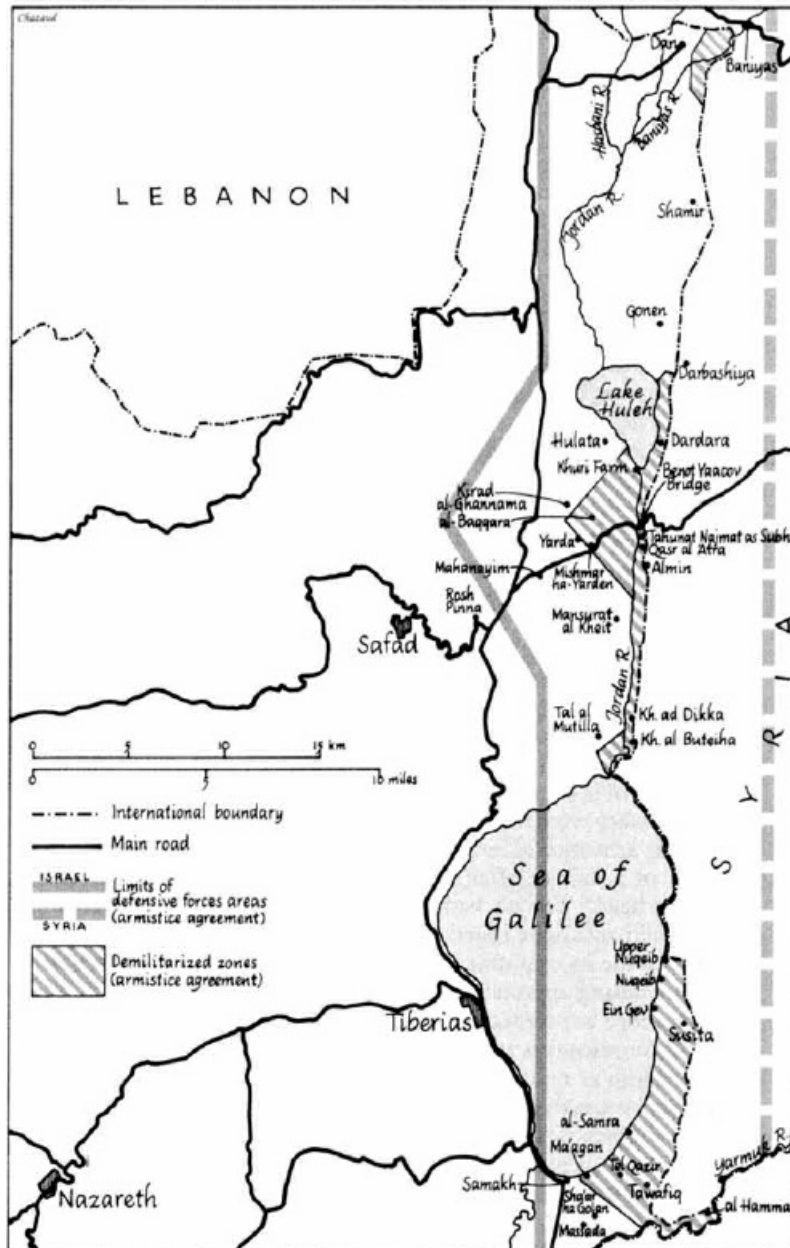 Chazaud
Dan
Baniyas
Hasbani R.
Baniyas R.
LEBANON
Jordan R.
Shamir
Gonen
Darbashiya
Lake
Huleh
Hulata
Dardara
Khuri Farm
Benot Yaacov
Bridge
Kirad
al-Ghannama
al-Baqqara
Tahunat Najmat as Subh
Qasr al Atra
Yarda
Almin
Mahanayim
Mishmar
ha-Yarden
Rosh
Pinna
Mansurat
al Kheit
Safad
Jordan R.
Tal al
Mutilla
Kh. ad Dikka
Kh. al Buteiha
SYRIA
0 5 10 15 km
0 5 10 miles
International boundary
Main road
ISRAEL
Limits of
defensive forces areas
(armistice agreement)
SYRIA
Demilitarized zones
(armistice agreement)
Sea of
Galilee
Upper
Nuqeib
Nuqeib
Ein Gev
Susita
Tiberias
al-Samra
Ma'agan
Tel Qazir
Yarmuk R.
Samakh
Tawafiq
Sha'ar
ha Golan
al Hamma
Massada
Nazareth